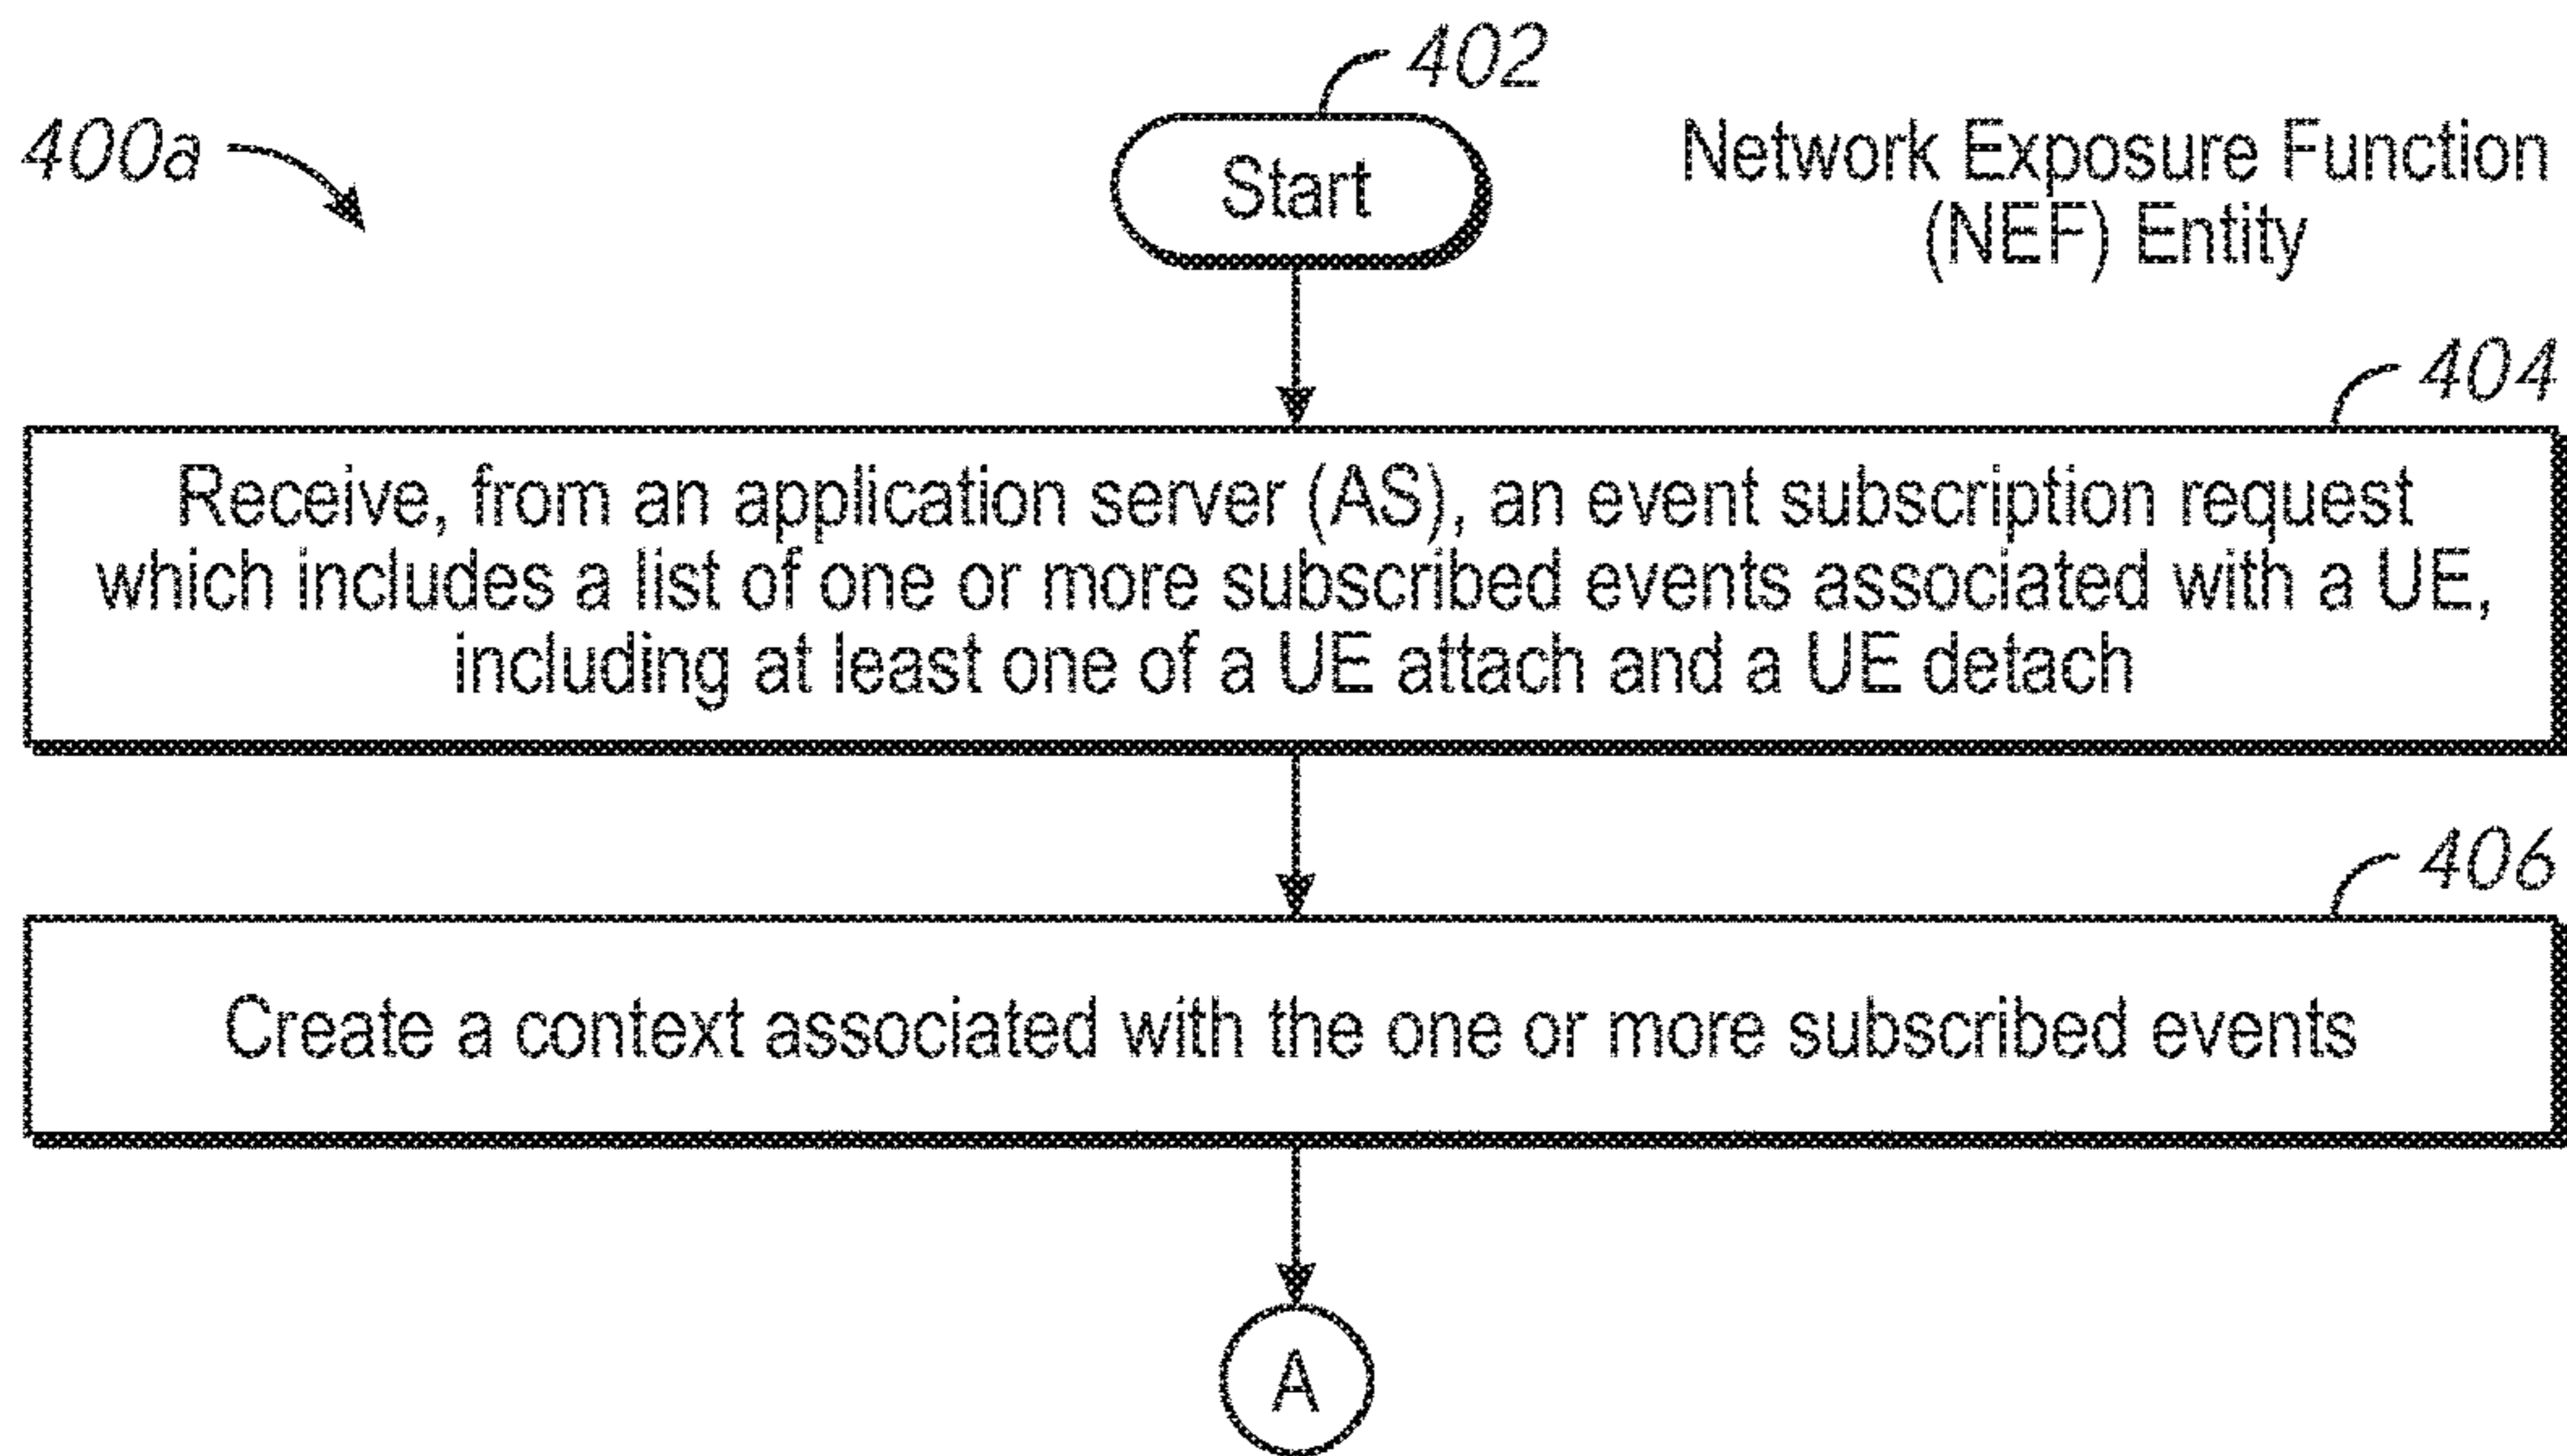 402
400a
Start
Network Exposure Function
(NEF) Entity
404
Receive, from an application server (AS), an event subscription request
which includes a list of one or more subscribed events associated with a UE,
including at least one of a UE attach and a UE detach
406
Create a context associated with the one or more subscribed events
A